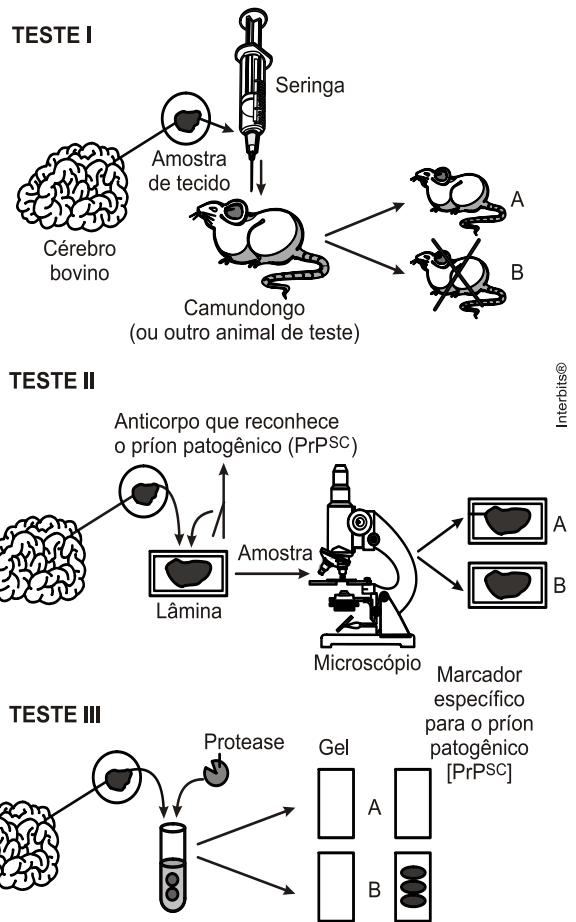 TESTE I
Seringa
Amostra
de tecido
Cérebro
bovino
A
B
Camundongo
(ou outro animal de teste)
Interbits®
TESTE II
Anticorpo que reconhece
o príon patogênico (PrPSC)
Amostra
Lâmina
Microscópio
A
B
TESTE III
Protease
Gel
Marcador
específico
para o príon
patogênico
[PrPSC]
A
B